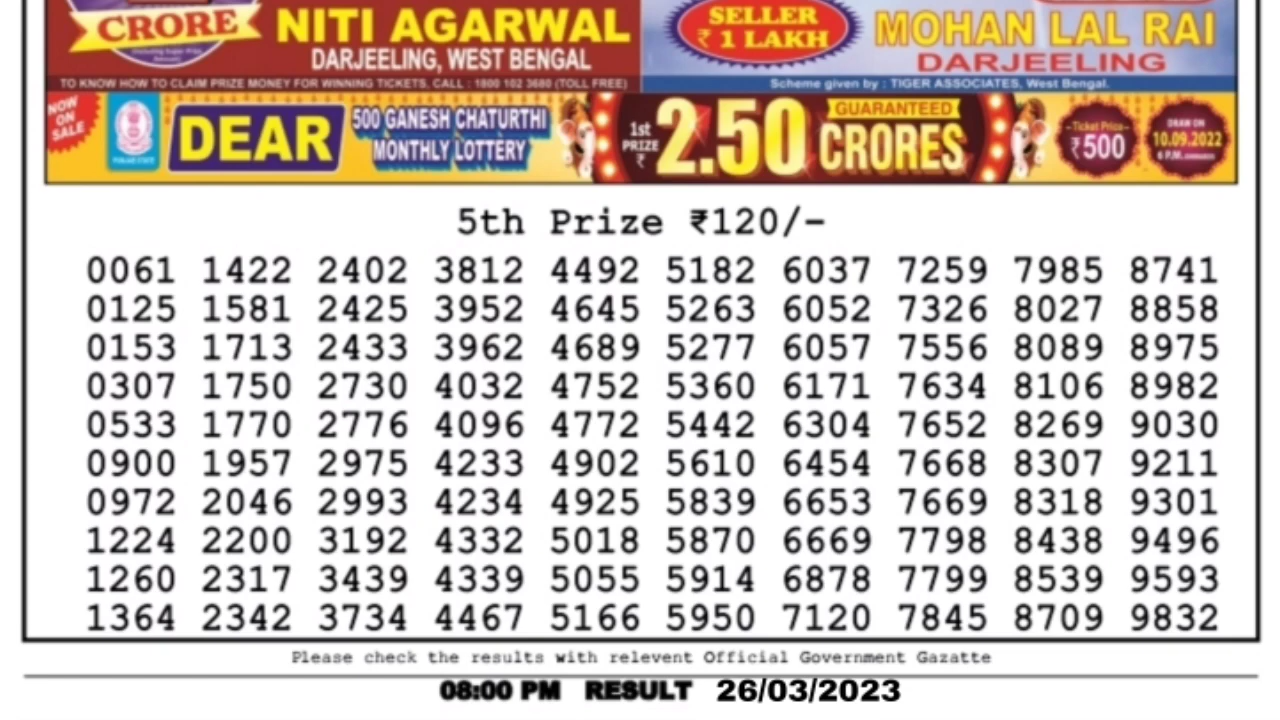 CRORE
NITI AGARWAL
DARJEELING, WEST BENGAL
SELLER
₹ 1 LAKH
MOHAN LAL RAI
DARJEELING
TO KNOW HOW TO CLAIM PRIZE MONEY FOR WINNING TICKETS, CALL : 1800 102 3680 (TOLL FREE)
Scheme given by : TIGER ASSOCIATES, West Bengal.
NOW
ON
SALE
DEAR
500 GANESH CHATURTHI
MONTHLY LOTTERY
1st
PRIZE
₹
2.50
GUARANTEED
CRORES
Ticket Price
₹500
DRAW ON
10.09.2022
6 P.M.
5th Prize ₹120/-
0061 1422 2402 3812 4492 5182 6037 7259 7985 8741
0125 1581 2425 3952 4645 5263 6052 7326 8027 8858
0153 1713 2433 3962 4689 5277 6057 7556 8089 8975
0307 1750 2730 4032 4752 5360 6171 7634 8106 8982
0533 1770 2776 4096 4772 5442 6304 7652 8269 9030
0900 1957 2975 4233 4902 5610 6454 7668 8307 9211
0972 2046 2993 4234 4925 5839 6653 7669 8318 9301
1224 2200 3192 4332 5018 5870 6669 7798 8438 9496
1260 2317 3439 4339 5055 5914 6878 7799 8539 9593
1364 2342 3734 4467 5166 5950 7120 7845 8709 9832
Please check the results with relevent Official Government Gazatte
08:00 PM RESULT 26/03/2023